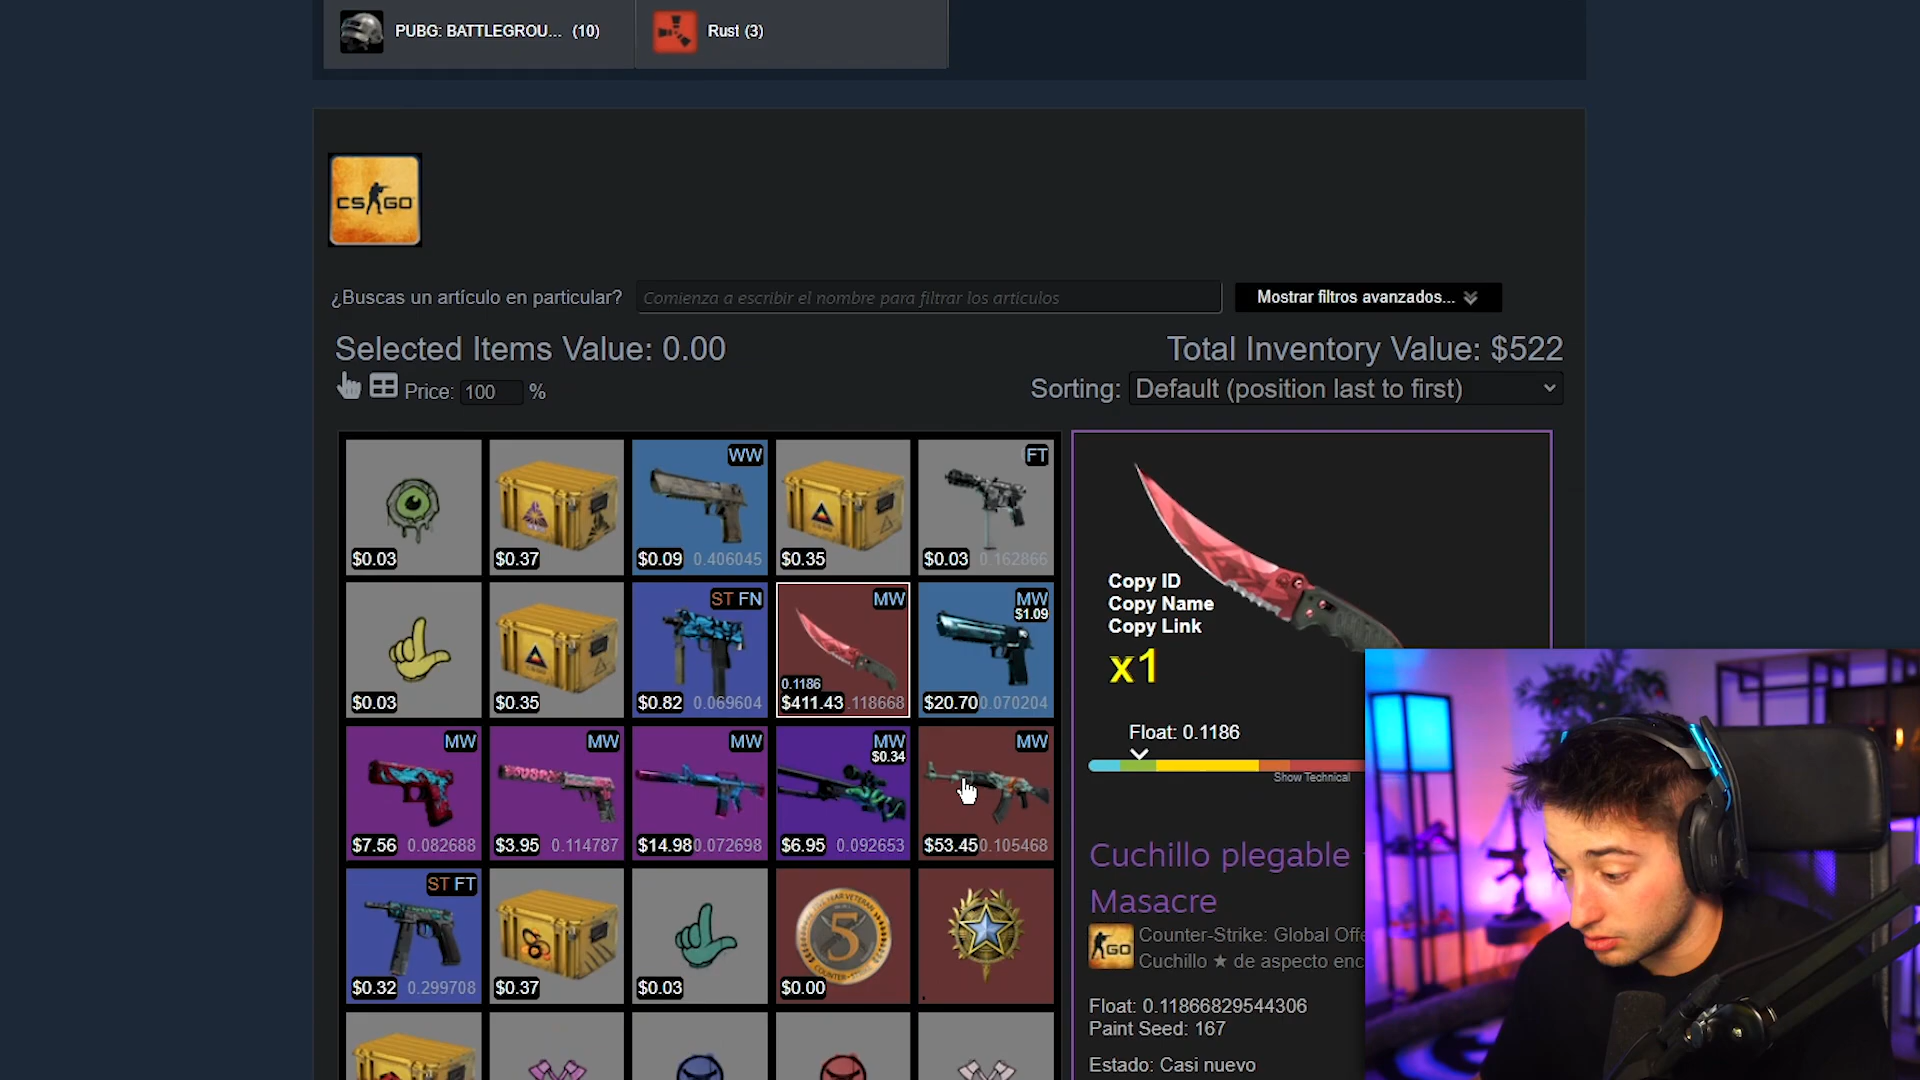 PUBG: BATTLEGROU... (10)
Rust (3)
CS GO
¿Buscas un artículo en particular?
Comienza a escribir el nombre para filtrar los artículos
Mostrar filtros avanzados...
Selected Items Value: 0.00
Total Inventory Value: $522
Price: 100 %
Sorting: Default (position last to first)
$0.03
$0.37
WW
$0.09 0.406045
$0.35
FT
$0.03 0.162866
$0.03
$0.35
ST FN
$0.82 0.069604
MW
0.1186
$411.43 .118668
MW
$1.09
$20.70 0.070204
MW
$7.56 0.082688
MW
$3.95 0.114787
MW
$14.98 0.072698
MW
$0.34
$6.95 0.092653
MW
$53.45 0.105468
ST FT
$0.32 0.299708
$0.37
$0.03
5
$0.00
Copy ID
Copy Name
Copy Link
x1
Float: 0.1186
Show Technical
Cuchillo plegable
Masacre
GO
Counter-Strike: Global Offe
Cuchillo ★ de aspecto enc
Float: 0.11866829544306
Paint Seed: 167
Estado: Casi nuevo